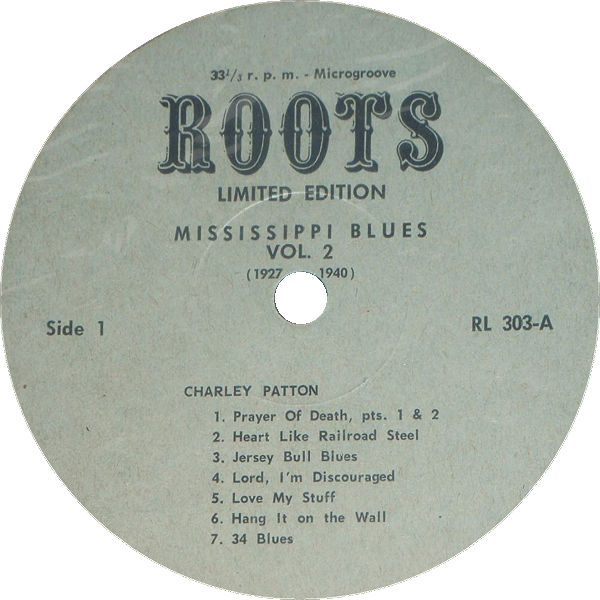 33 1/3 r. p. m. - Microgroove
ROOTS
LIMITED EDITION
MISSISSIPPI BLUES
VOL. 2
(1927 1940)
Side 1
RL 303-A
CHARLEY PATTON
1. Prayer Of Death, pts. 1 & 2
2. Heart Like Railroad Steel
3. Jersey Bull Blues
4. Lord, I'm Discouraged
5. Love My Stuff
6. Hang It on the Wall
7. 34 Blues